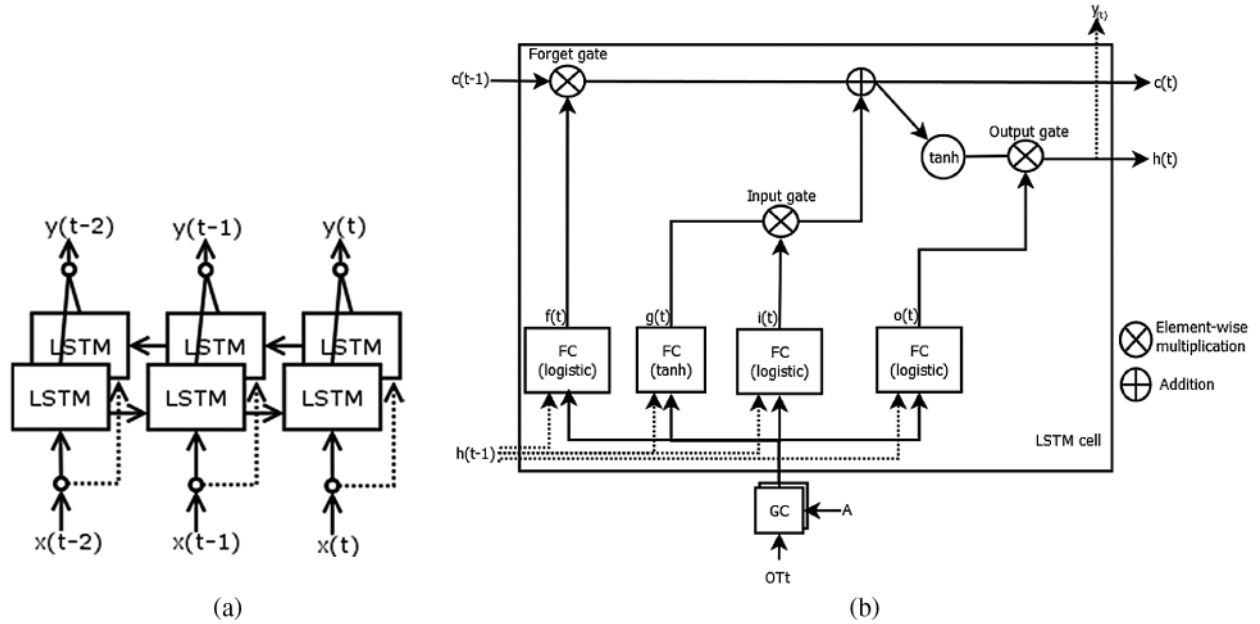 y(t-2) y(t-1) y(t)
LSTM LSTM LSTM
LSTM LSTM LSTM
x(t-2) x(t-1) x(t)
(a)
y(t)
Forget gate
c(t-1)
c(t)
Output gate
tanh
h(t)
Input gate
f(t) g(t) i(t) o(t)
FC (logistic)
FC (tanh)
FC (logistic)
FC (logistic)
Element-wise
multiplication
Addition
h(t-1)
LSTM cell
GC
A
OTt
(b)